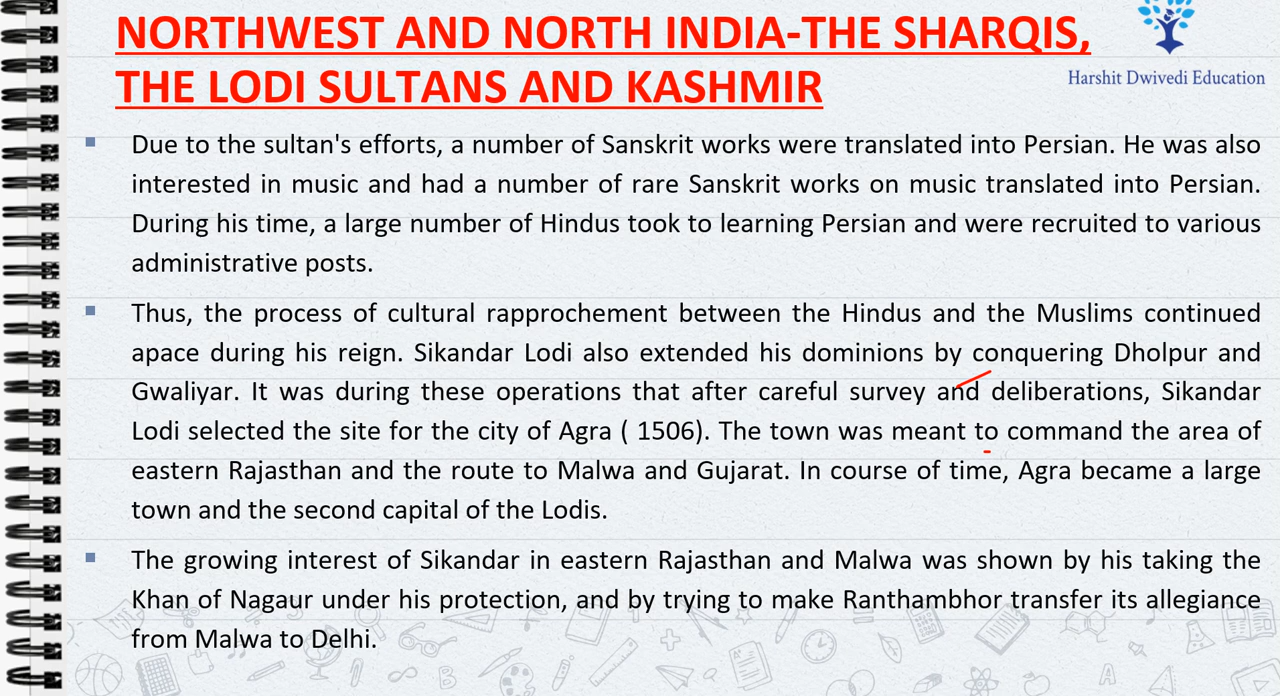 NORTHWEST AND NORTH INDIA-THE SHARQIS,
THE LODI SULTANS AND KASHMIR
Harshit Dwivedi Education
Due to the sultan's efforts, a number of Sanskrit works were translated into Persian. He was also
interested in music and had a number of rare Sanskrit works on music translated into Persian.
During his time, a large number of Hindus took to learning Persian and were recruited to various
administrative posts.
Thus, the process of cultural rapprochement between the Hindus and the Muslims continued
apace during his reign. Sikandar Lodi also extended his dominions by conquering Dholpur and
Gwaliyar. It was during these operations that after careful survey and deliberations, Sikandar
Lodi selected the site for the city of Agra ( 1506). The town was meant to command the area of
eastern Rajasthan and the route to Malwa and Gujarat. In course of time, Agra became a large
town and the second capital of the Lodis.
The growing interest of Sikandar in eastern Rajasthan and Malwa was shown by his taking the
Khan of Nagaur under his protection, and by trying to make Ranthambhor transfer its allegiance
from Malwa to Delhi.